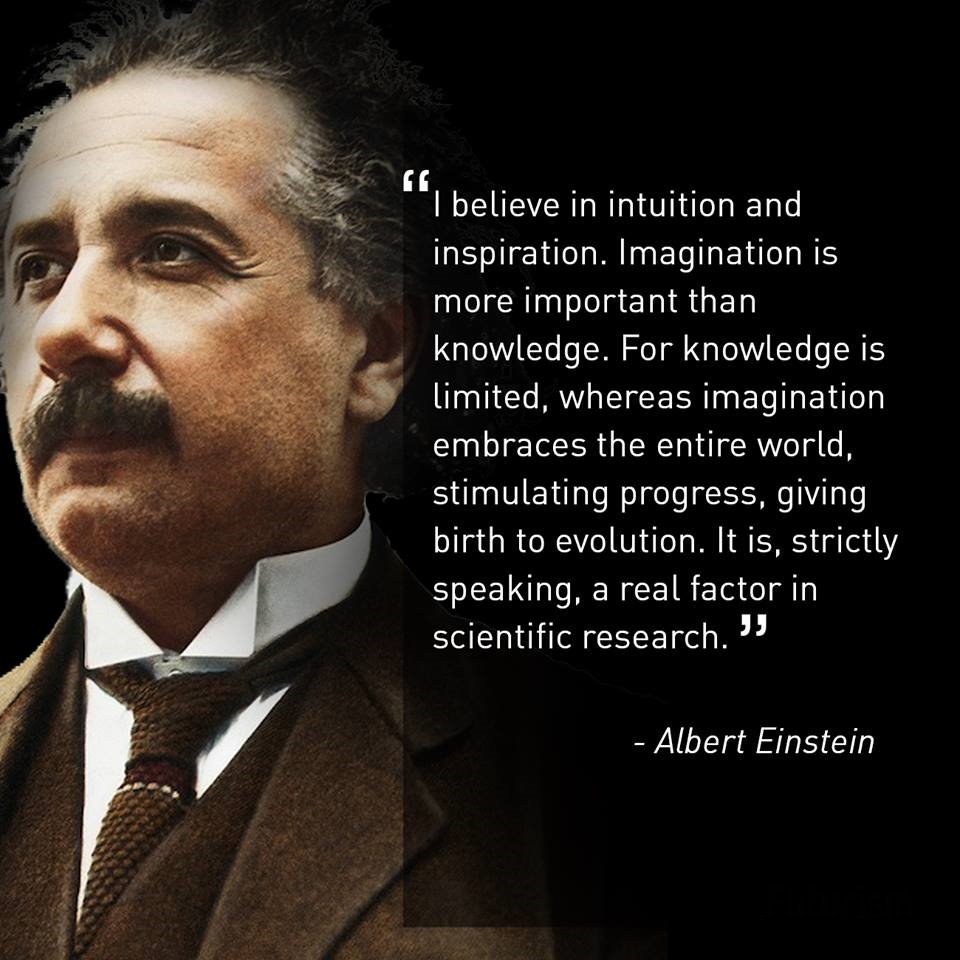 “I believe in intuition and
inspiration. Imagination is
more important than
knowledge. For knowledge is
limited, whereas imagination
embraces the entire world,
stimulating progress, giving
birth to evolution. It is, strictly
speaking, a real factor in
scientific research.”
- Albert Einstein